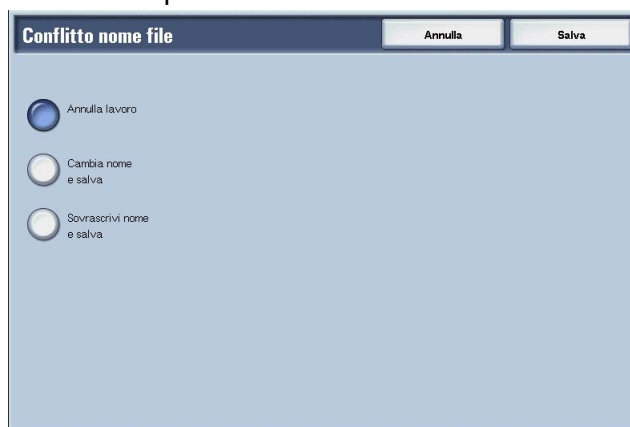 Conflitto nome file
Annulla
Salva
Annulla lavoro
Cambia nome
e salva
Sovrascrivi nome
e salva